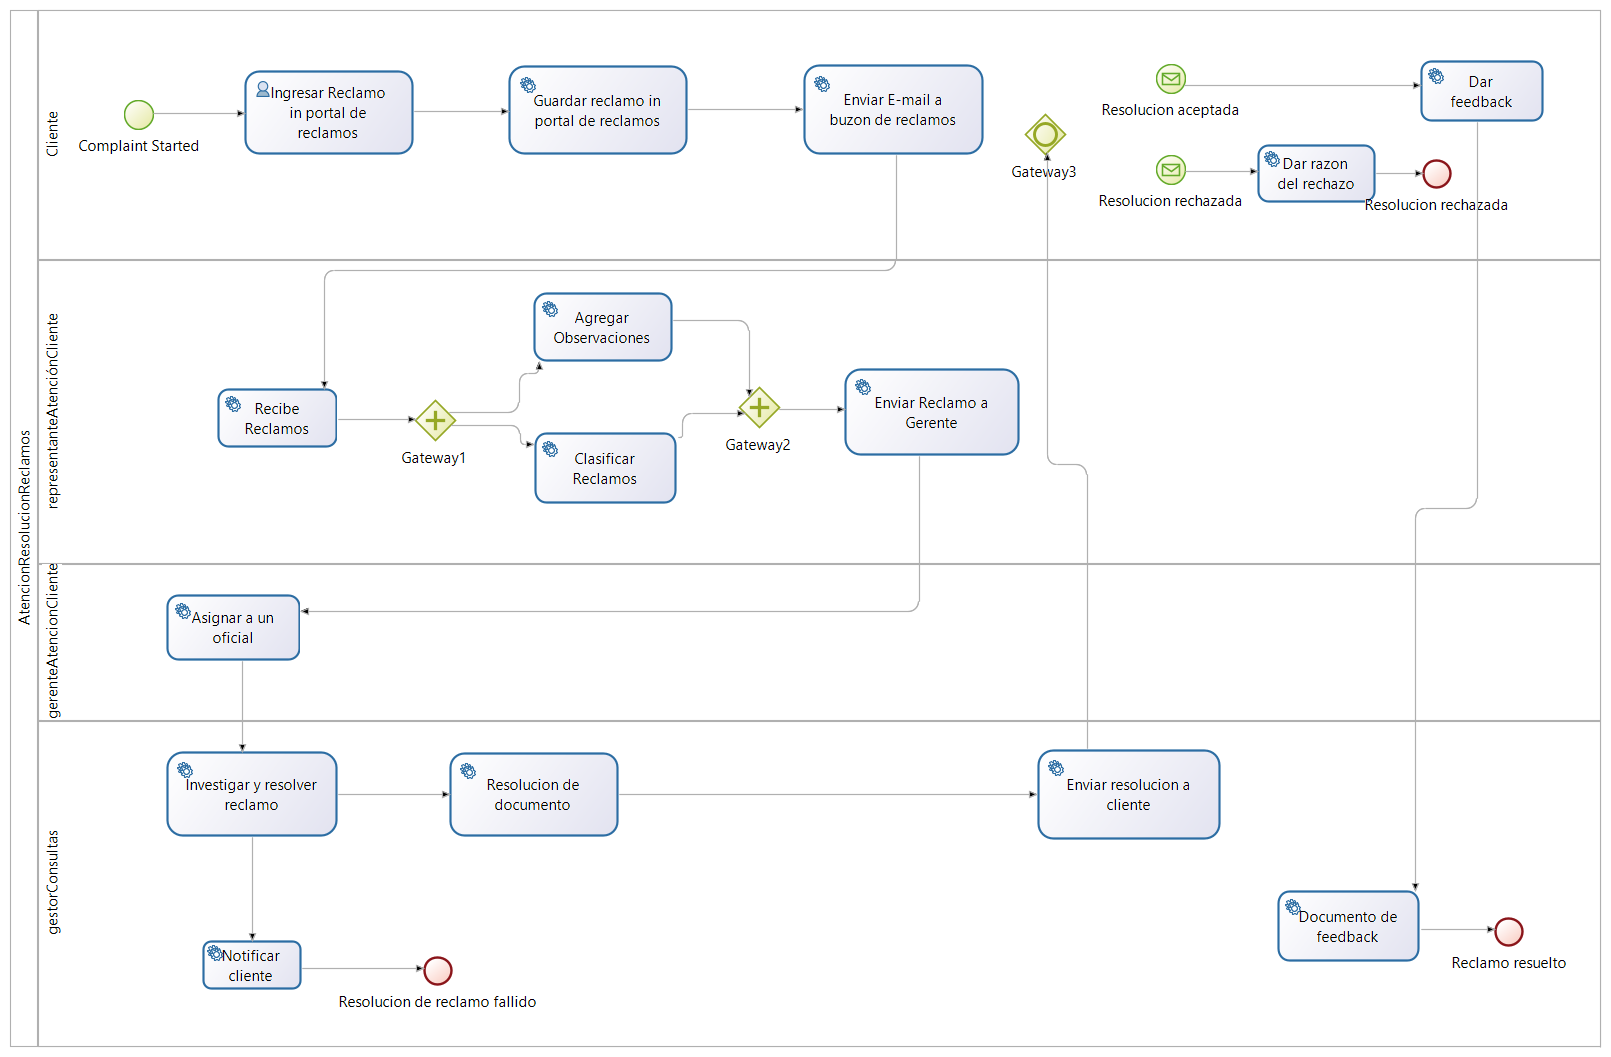 AtencionResolucionReclamos
Cliente
Complaint Started
Ingresar Reclamo
in portal de
reclamos
Guardar reclamo in
portal de reclamos
Enviar E-mail a
buzon de reclamos
Gateway3
Resolucion aceptada
Dar
feedback
Resolucion rechazada
Dar razon
del rechazo
Resolucion rechazada
representanteAtenciónCliente
Recibe
Reclamos
Gateway1
Agregar
Observaciones
Clasificar
Reclamos
Gateway2
Enviar Reclamo a
Gerente
gerenteAtencionCliente
Asignar a un
oficial
gestorConsultas
Investigar y resolver
reclamo
Resolucion de
documento
Enviar resolucion a
cliente
Notificar
cliente
Resolucion de reclamo fallido
Documento de
feedback
Reclamo resuelto